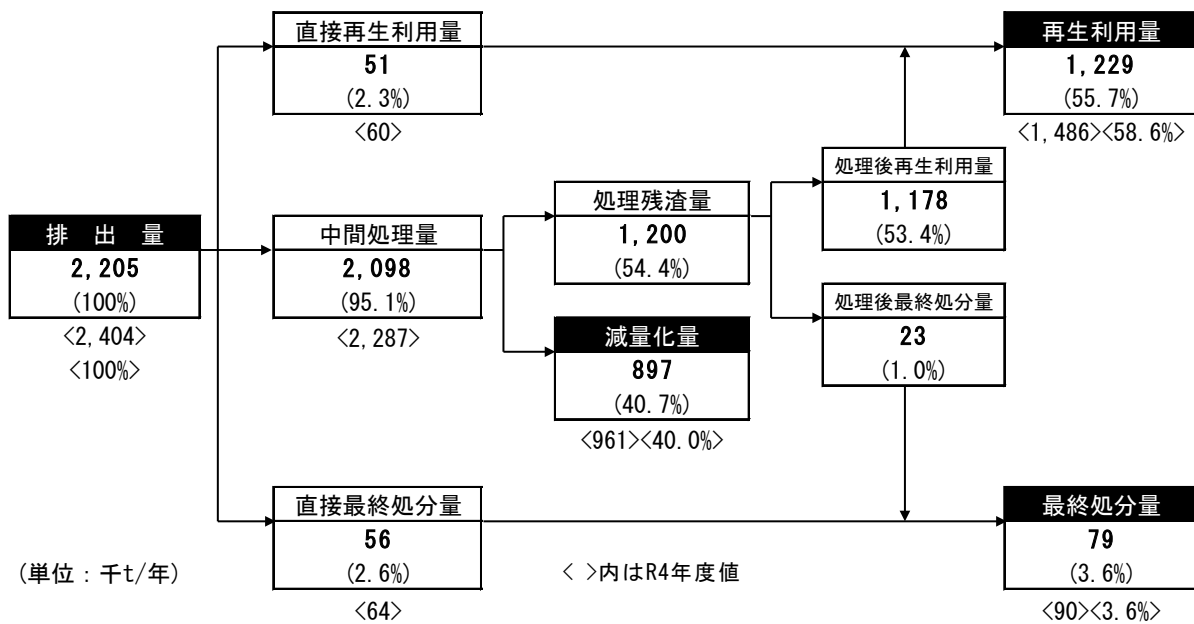 直接再生利用量
51
(2.3%)
<60>
再生利用量
1,229
(55.7%)
<1,486><58.6%>
処理後再生利用量
1,178
(53.4%)
処理残渣量
1,200
(54.4%)
排 出 量
2,205
(100%)
<2,404>
<100%>
中間処理量
2,098
(95.1%)
<2,287>
減量化量
897
(40.7%)
<961><40.0%>
処理後最終処分量
23
(1.0%)
直接最終処分量
56
(2.6%)
<64>
最終処分量
79
(3.6%)
<90><3.6%>
(単位：千t/年)
< >内はR4年度値